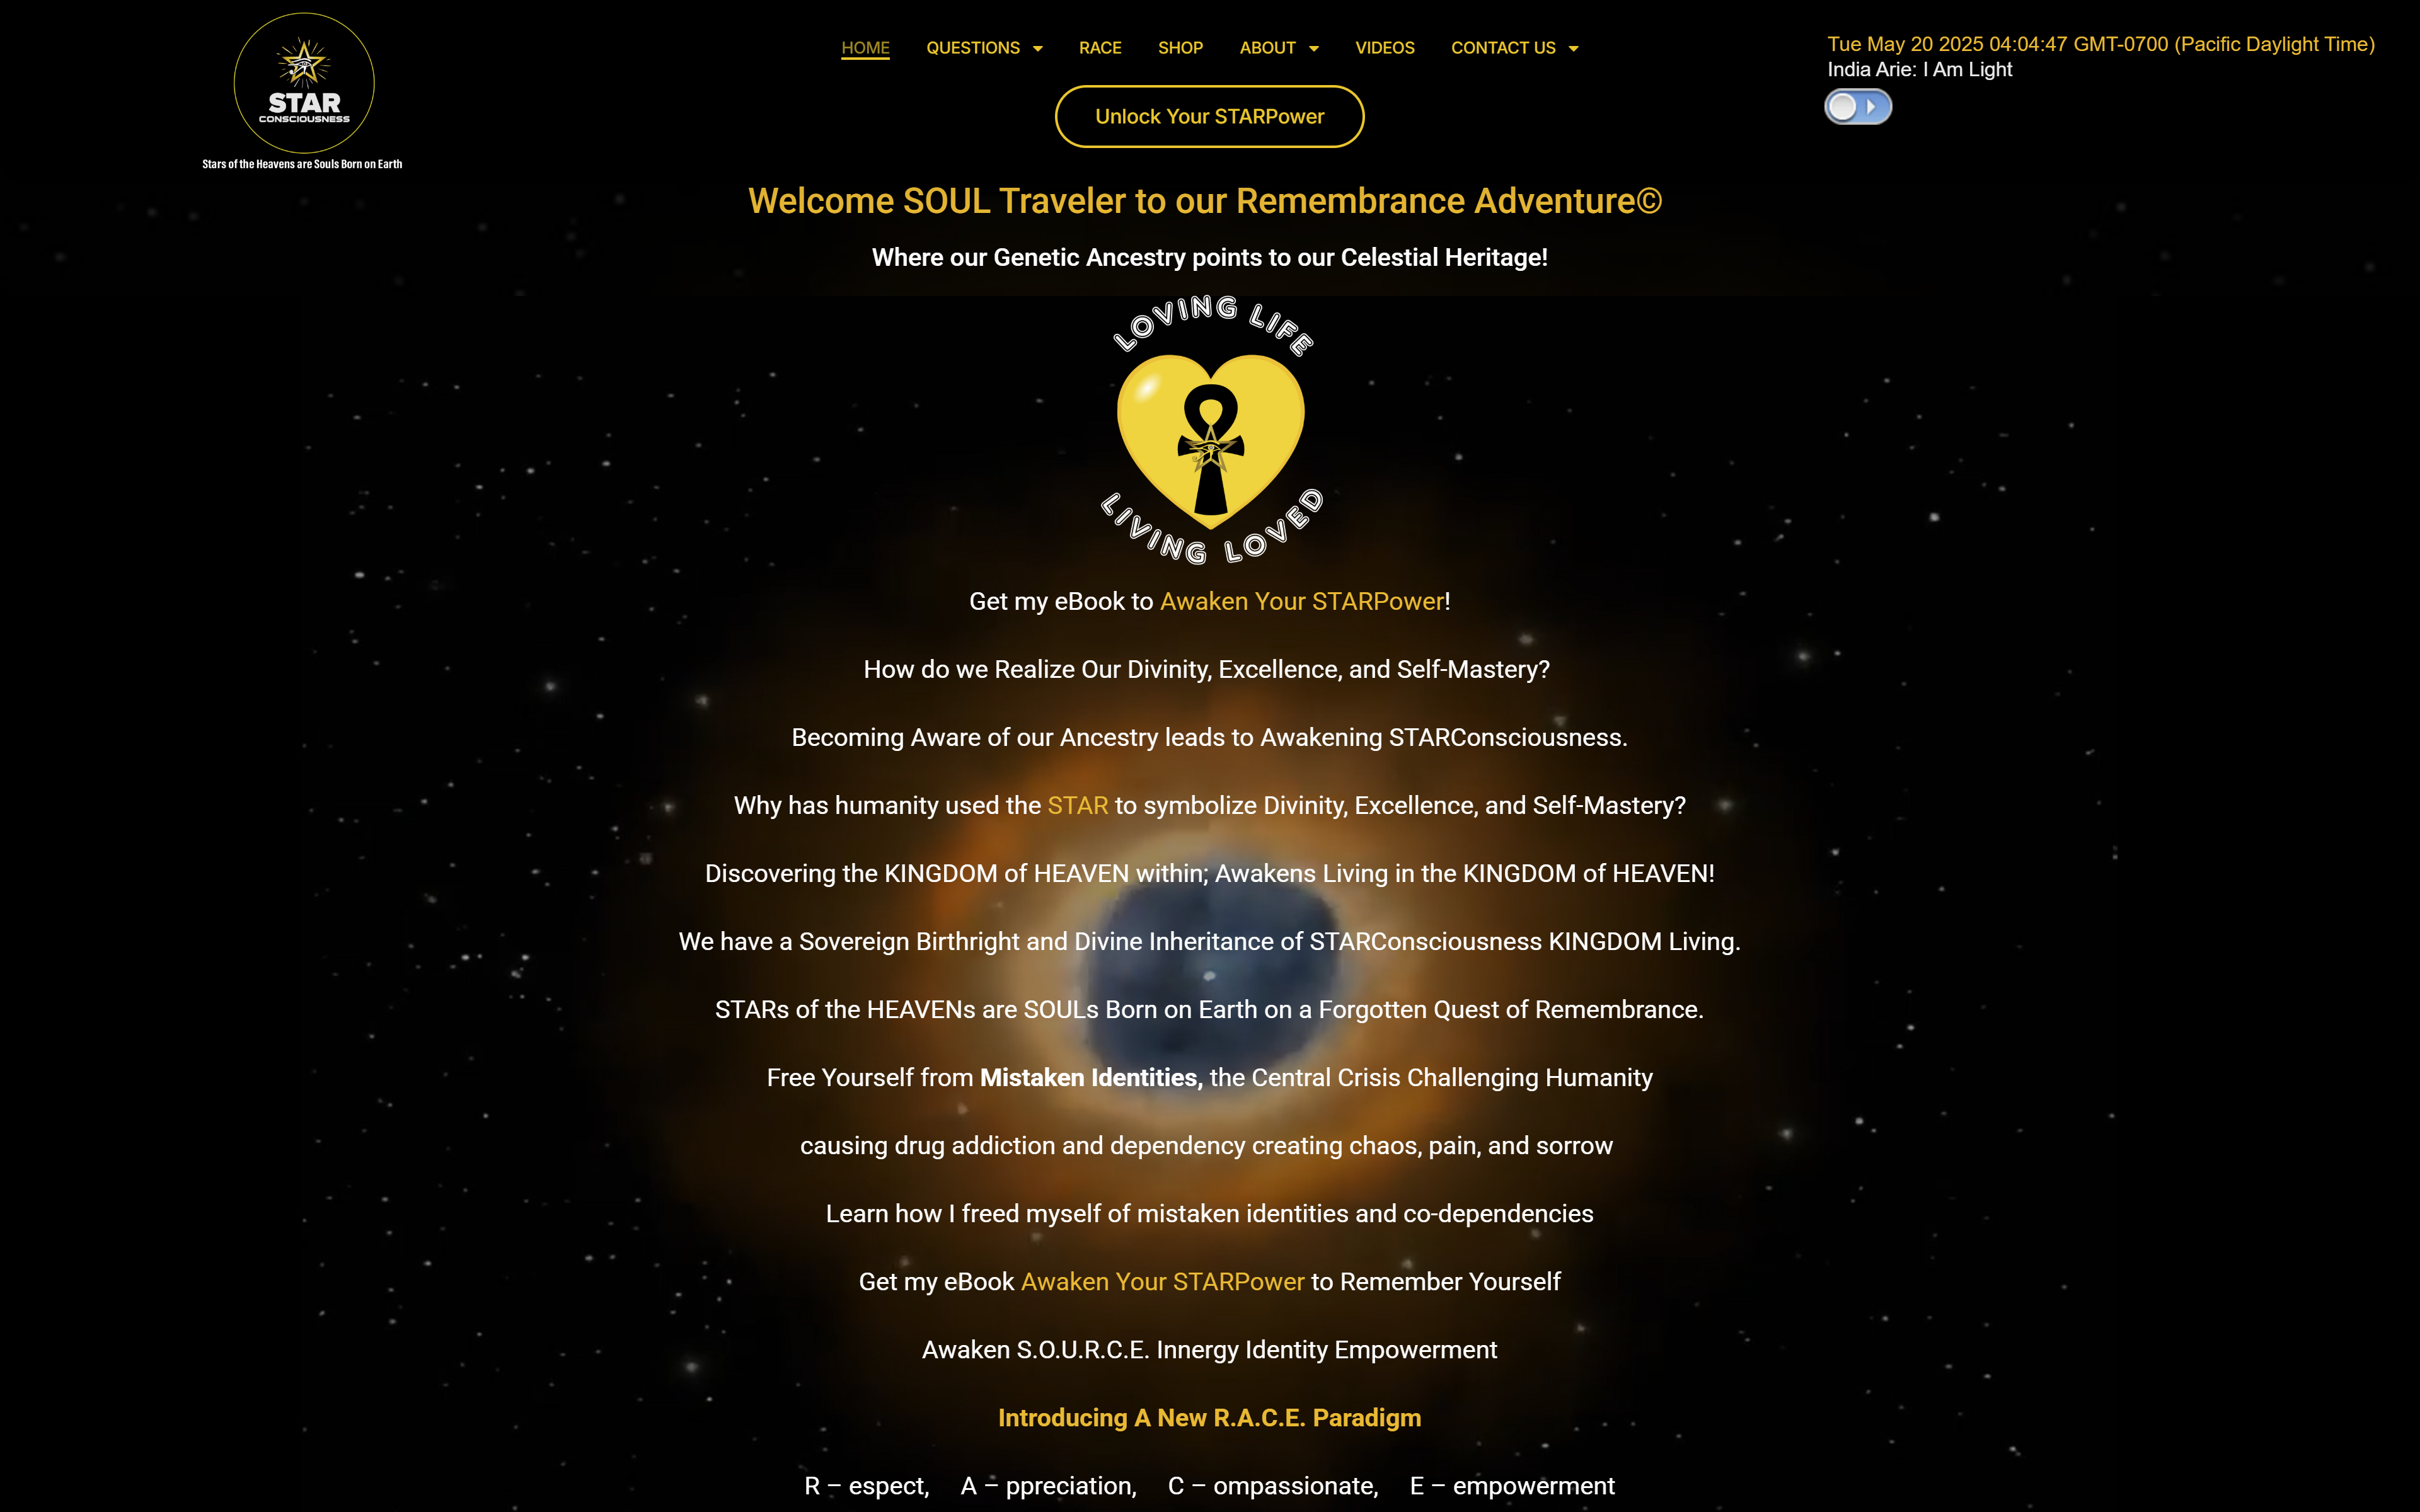 STAR
CONSCIOUSNESS
Stars of the Heavens are Souls Born on Earth
HOME QUESTIONS RACE SHOP ABOUT VIDEOS CONTACT US
Unlock Your STARPower
Tue May 20 2025 04:04:47 GMT-0700 (Pacific Daylight Time)
India Arie: I Am Light
Welcome SOUL Traveler to our Remembrance Adventure©
Where our Genetic Ancestry points to our Celestial Heritage!
LOVING LIFE
LIVING LOVED
Get my eBook to Awaken Your STARPower!
How do we Realize Our Divinity, Excellence, and Self-Mastery?
Becoming Aware of our Ancestry leads to Awakening STARConsciousness.
Why has humanity used the STAR to symbolize Divinity, Excellence, and Self-Mastery?
Discovering the KINGDOM of HEAVEN within; Awakens Living in the KINGDOM of HEAVEN!
We have a Sovereign Birthright and Divine Inheritance of STARConsciousness KINGDOM Living.
STARs of the HEAVENs are SOULs Born on Earth on a Forgotten Quest of Remembrance.
Free Yourself from Mistaken Identities, the Central Crisis Challenging Humanity
causing drug addiction and dependency creating chaos, pain, and sorrow
Learn how I freed myself of mistaken identities and co-dependencies
Get my eBook Awaken Your STARPower to Remember Yourself
Awaken S.O.U.R.C.E. Innergy Identity Empowerment
Introducing A New R.A.C.E. Paradigm
R – espect, A – ppreciation, C – ompassionate, E – empowerment